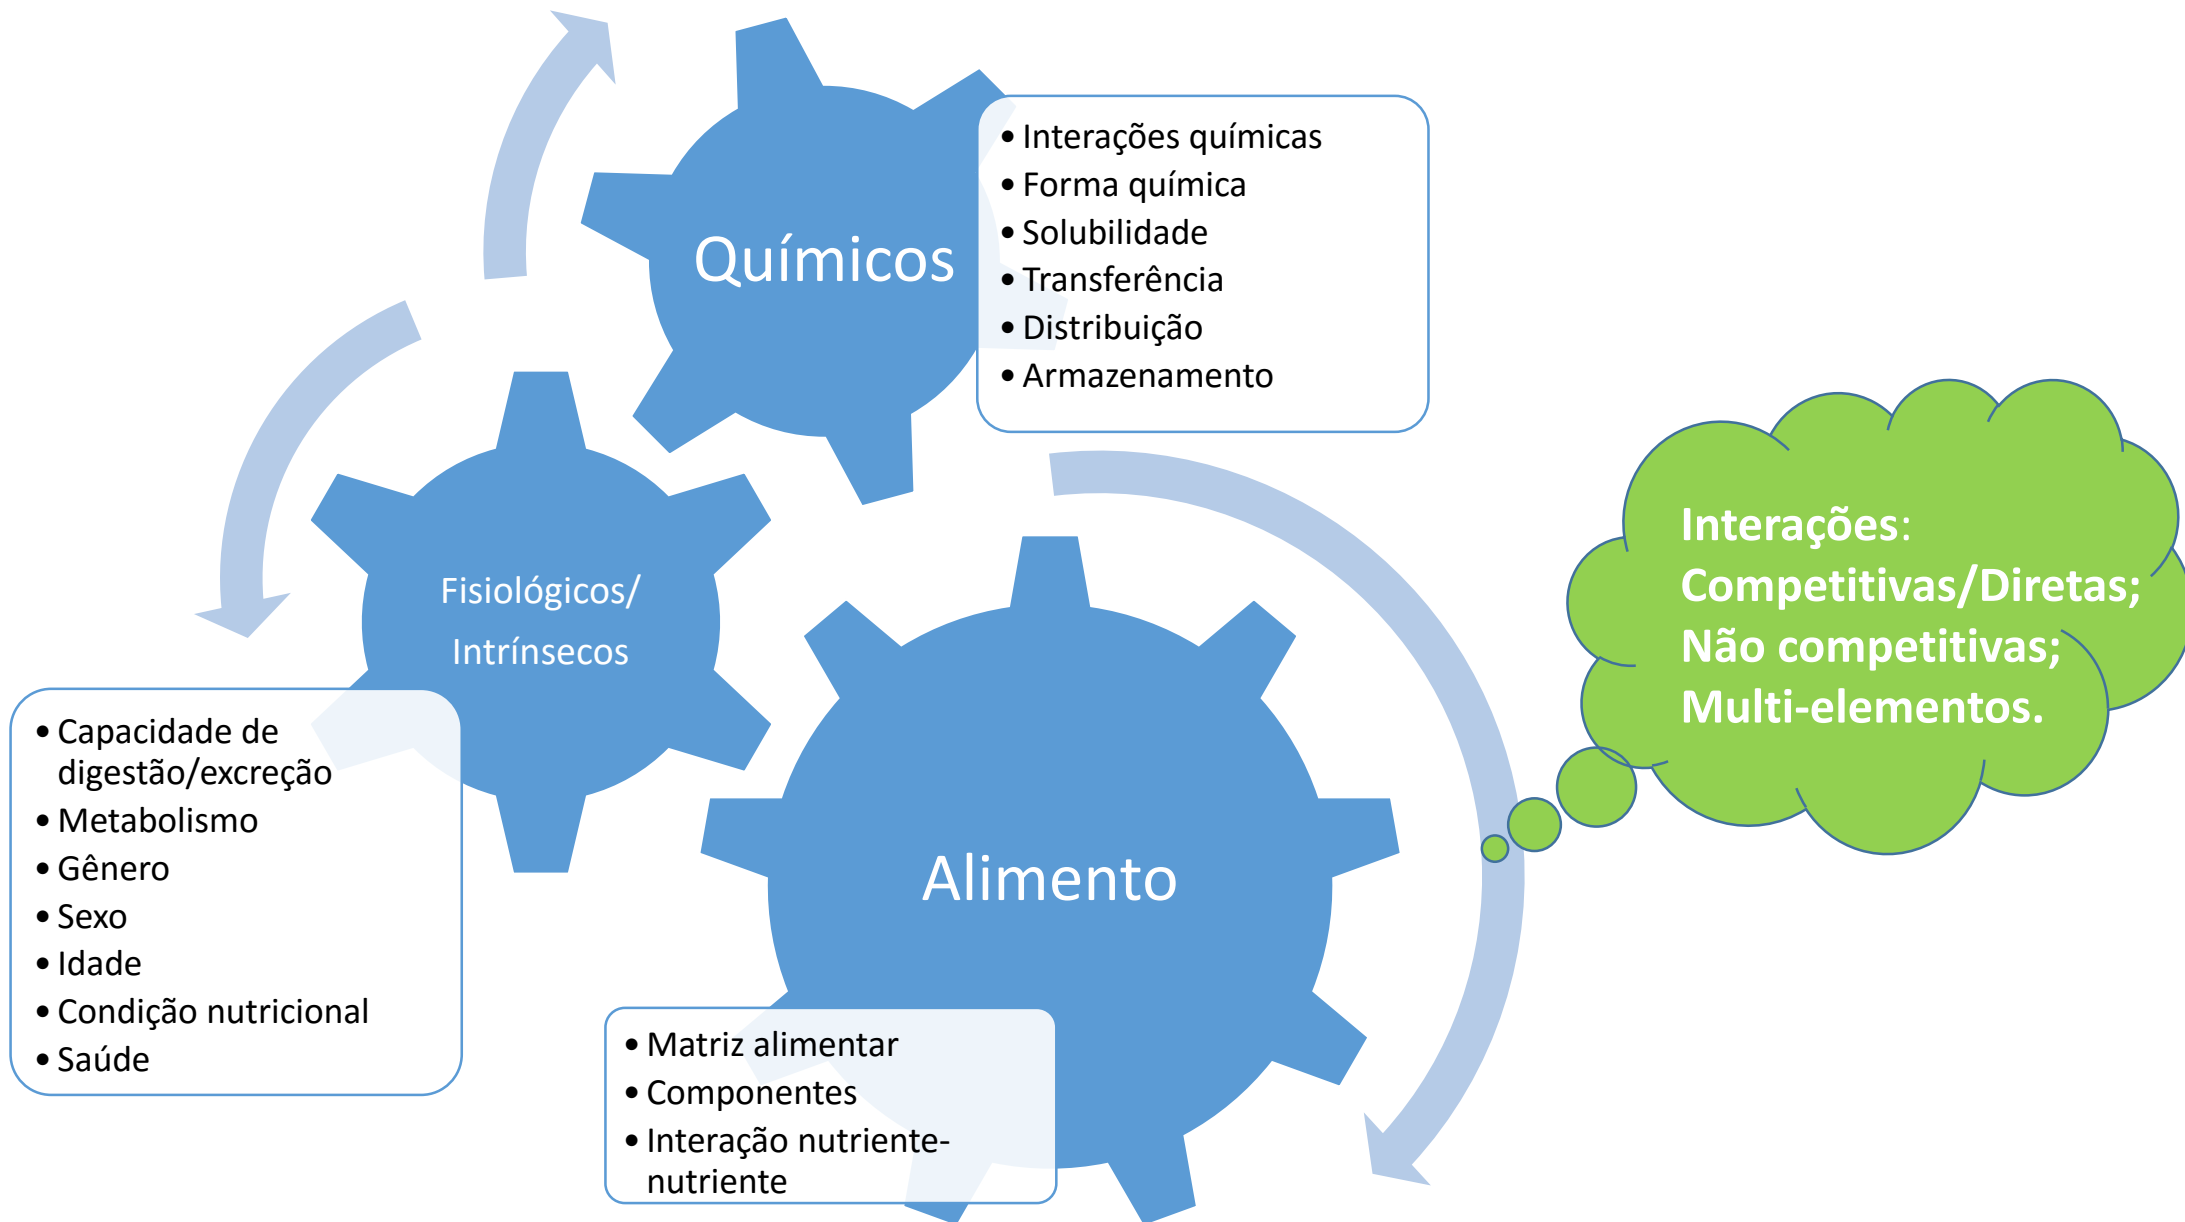 Químicos
• Interações químicas
• Forma química
• Solubilidade
• Transferência
• Distribuição
• Armazenamento
Fisiológicos/
Intrínsecos
• Capacidade de
digestão/excreção
• Metabolismo
• Gênero
• Sexo
• Idade
• Condição nutricional
• Saúde
Alimento
• Matriz alimentar
• Componentes
• Interação nutriente-
nutriente
Interações:
Competitivas/Diretas;
Não competitivas;
Multi-elementos.